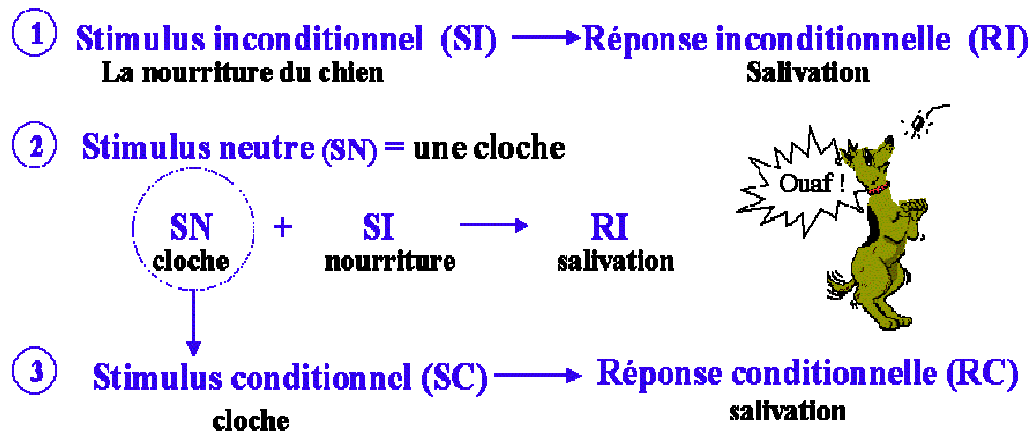 1 Stimulus inconditionnel (SI) Réponse inconditionnelle (RI)
La nourriture du chien Salivation
2 Stimulus neutre (SN) = une cloche
Ouaf !
SN + SI RI
cloche nourriture salivation
3 Stimulus conditionnel (SC) Réponse conditionnelle (RC)
cloche salivation